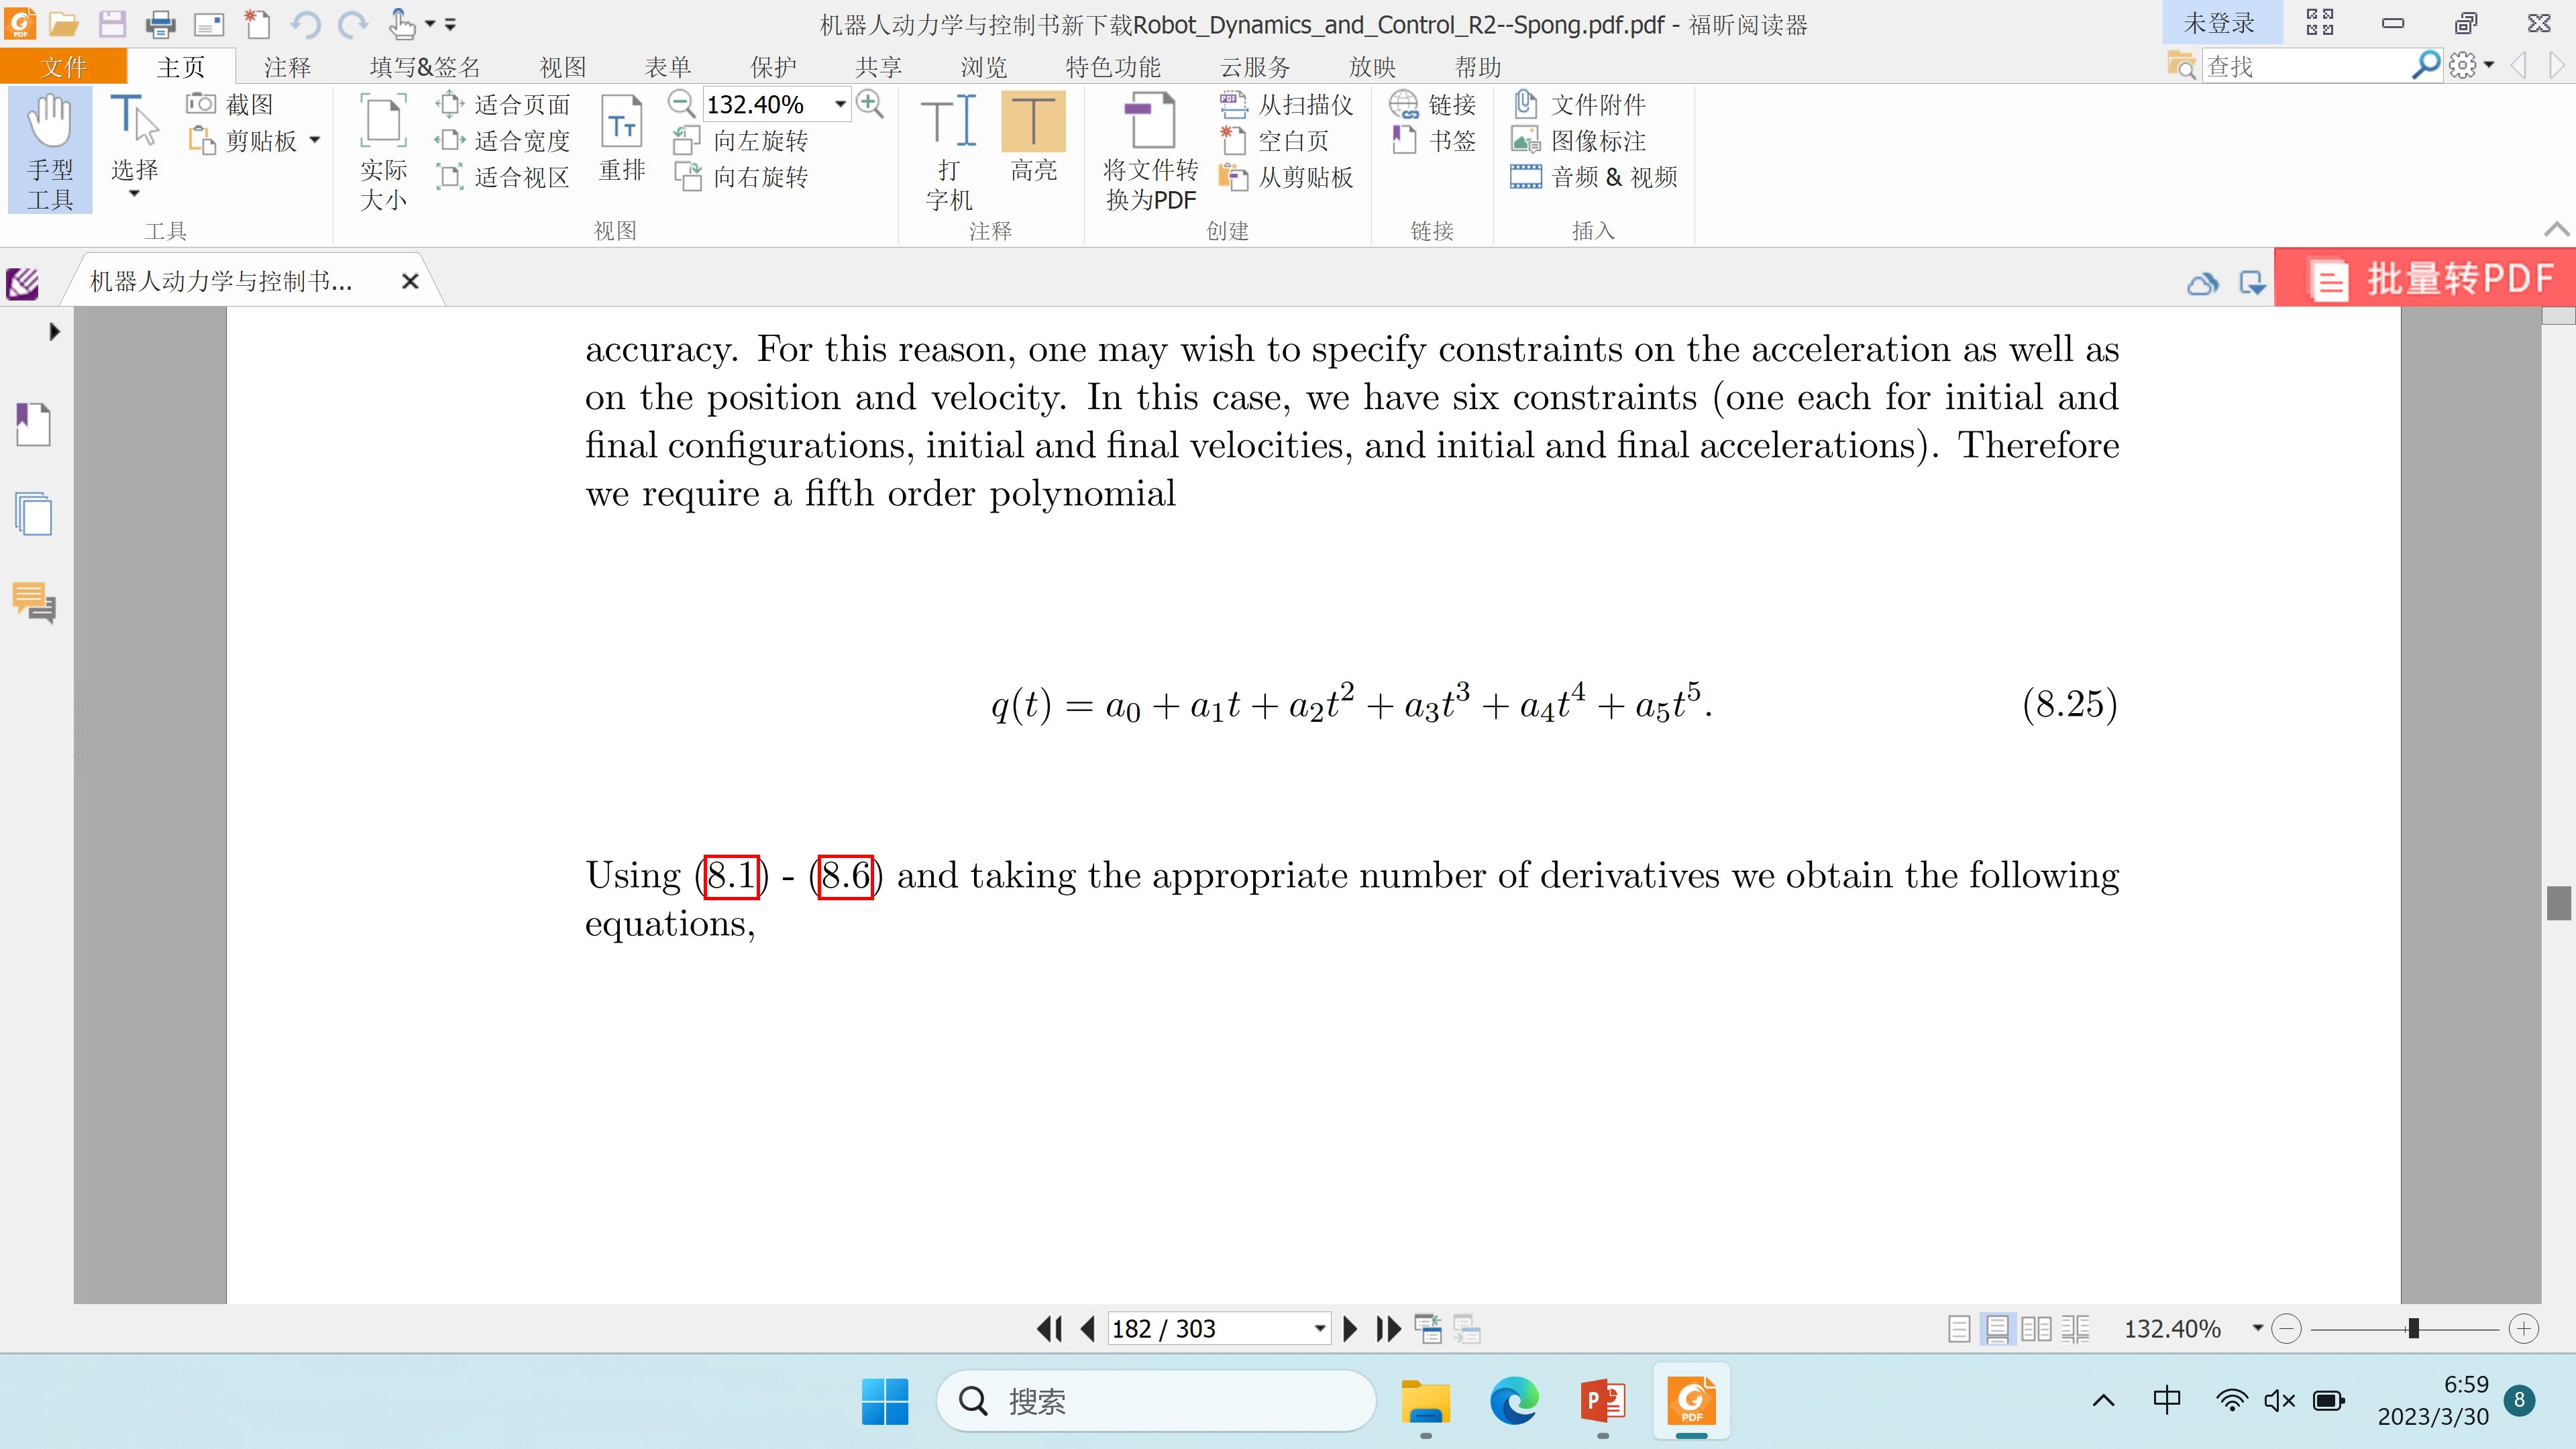 机器人动力学与控制书新下载Robot_Dynamics_and_Control_R2--Spong.pdf.pdf - 福昕阅读器
未登录
文件 主页 注释 填写&签名 视图 表单 保护 共享 浏览 特色功能 云服务 放映 帮助
查找
手型工具
选择
截图
剪贴板
工具
实际大小
适合页面
适合宽度
适合视区
重排
132.40%
向左旋转
向右旋转
视图
打字机
高亮
注释
将文件转换为PDF
从扫描仪
空白页
从剪贴板
创建
链接
书签
链接
文件附件
图像标注
音频 & 视频
插入
机器人动力学与控制书...
批量转PDF
accuracy. For this reason, one may wish to specify constraints on the acceleration as well as
on the position and velocity. In this case, we have six constraints (one each for initial and
final configurations, initial and final velocities, and initial and final accelerations). Therefore
we require a fifth order polynomial
q(t) = a₀ + a₁t + a₂t² + a₃t³ + a₄t⁴ + a₅t⁵. (8.25)
Using (8.1) - (8.6) and taking the appropriate number of derivatives we obtain the following
equations,
182 / 303
132.40%
搜索
中
6:59
2023/3/30
8